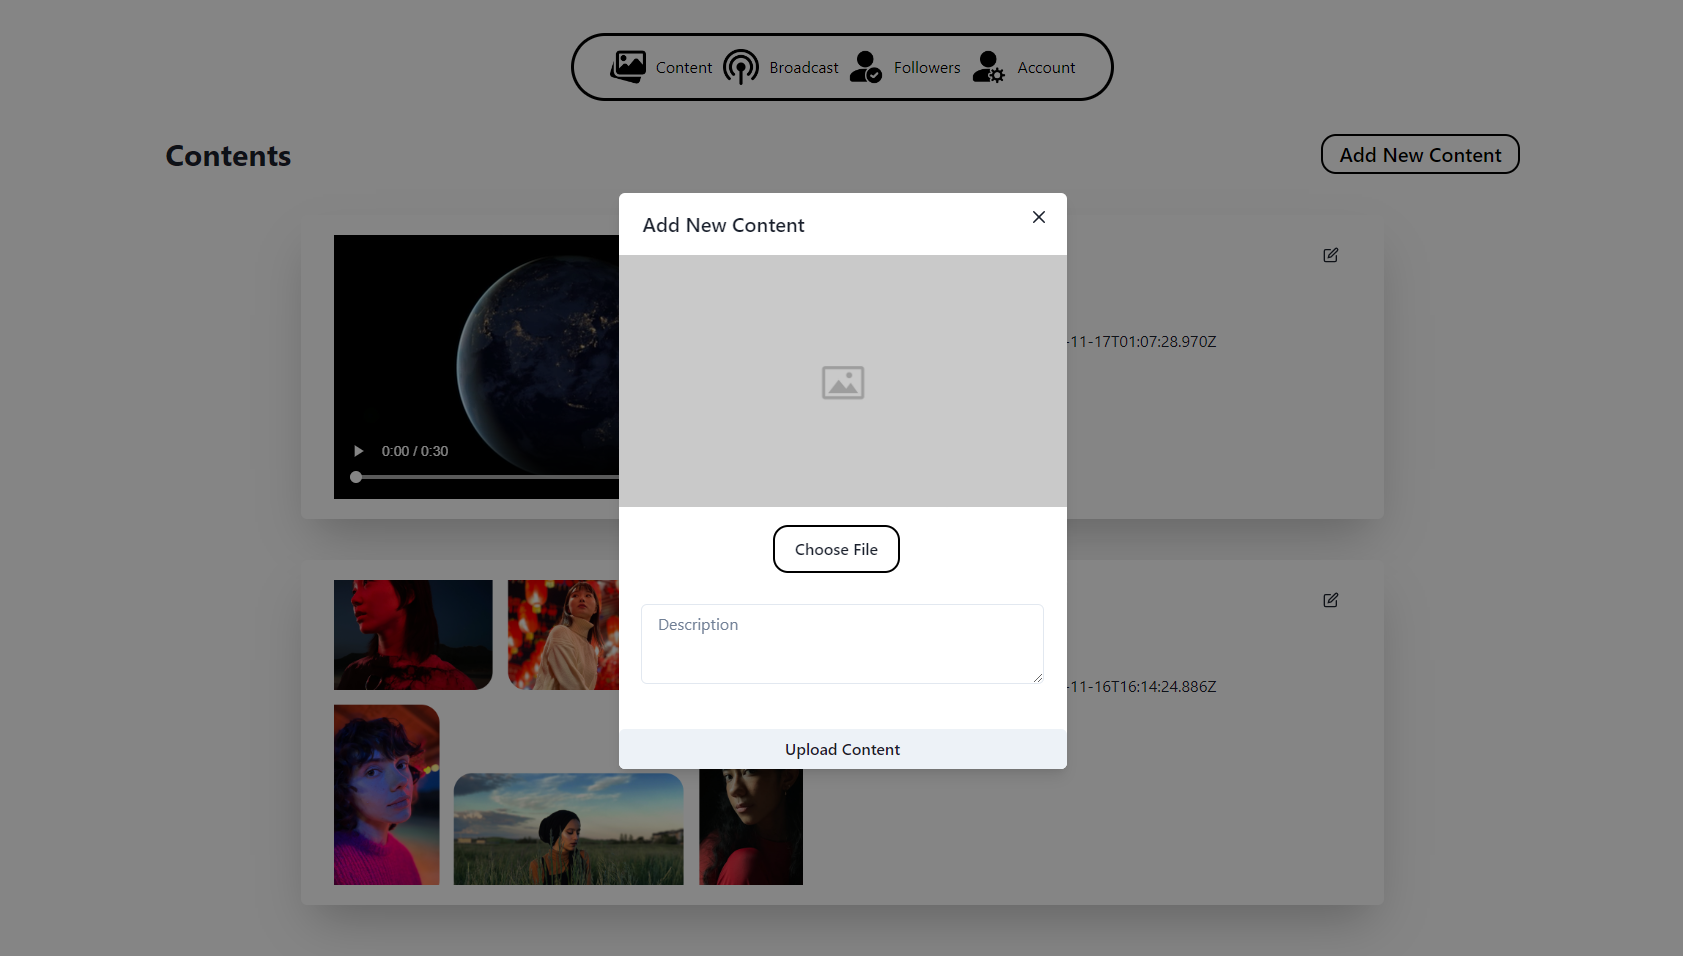 Content Broadcast Followers Account
Contents
Add New Content
Add New Content
-11-17T01:07:28.970Z
0:00 / 0:30
Choose File
Description
-11-16T16:14:24.886Z
Upload Content